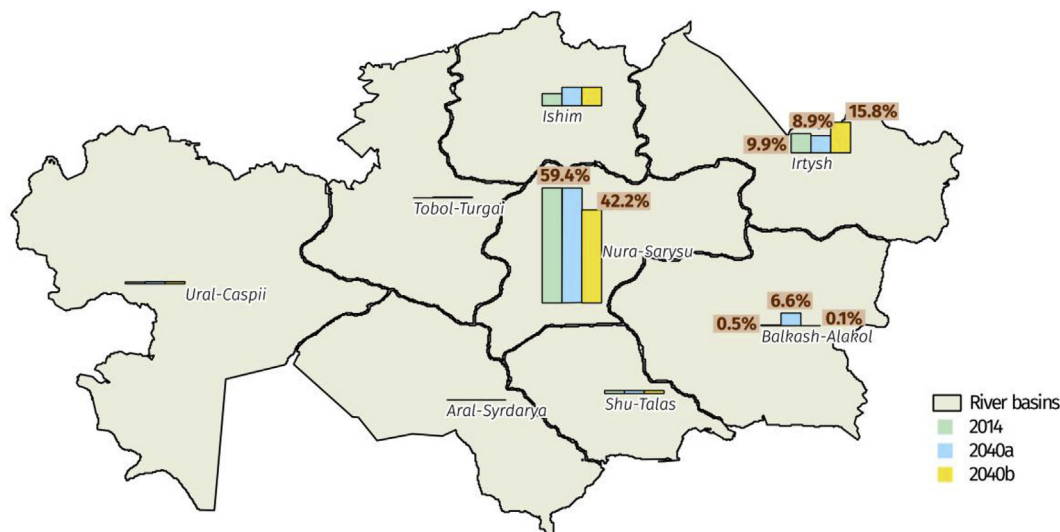 Ishim
15.8%
8.9%
9.9%
Irtysh
59.4%
42.2%
Tobol-Turgai
Nura-Sarysu
Ural-Caspii
6.6%
0.5%
0.1%
Balkash-Alakol
Aral-Syrdarya
Shu-Talas
River basins
2014
2040a
2040b